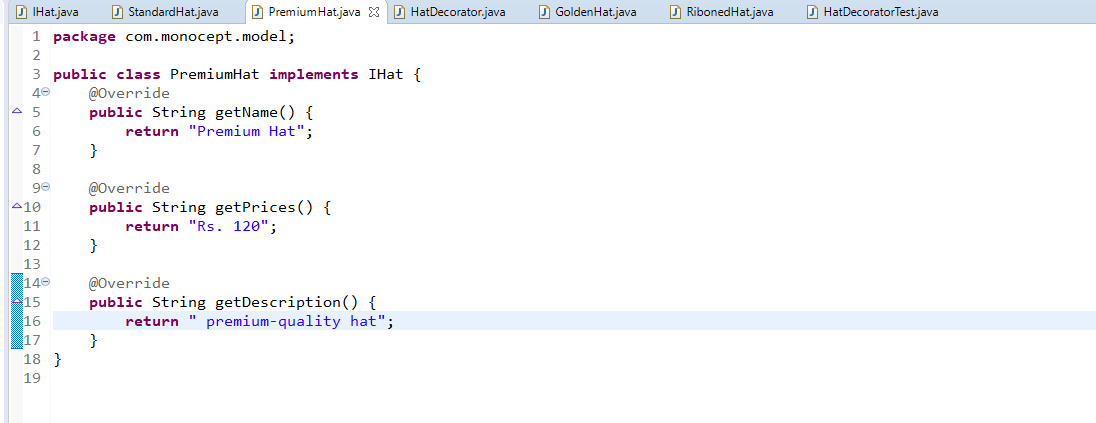 IHat.java StandardHat.java PremiumHat.java HatDecorator.java GoldenHat.java RibonedHat.java HatDecoratorTest.java
1 package com.monocept.model;
2
3 public class PremiumHat implements IHat {
4 @Override
5 public String getName() {
6 return "Premium Hat";
7 }
8
9 @Override
10 public String getPrices() {
11 return "Rs. 120";
12 }
13
14 @Override
15 public String getDescription() {
16 return " premium-quality hat";
17 }
18 }
19